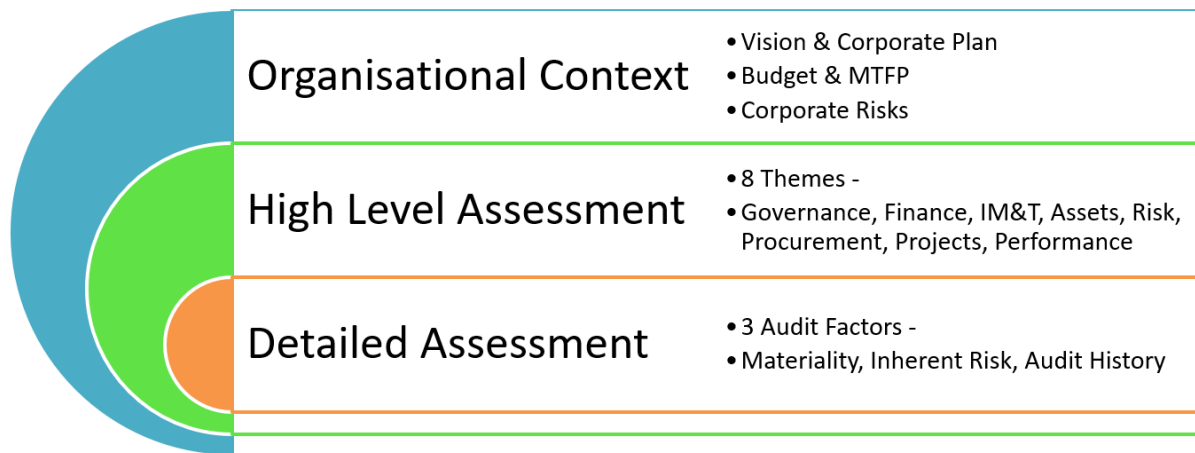 Organisational Context
• Vision & Corporate Plan
• Budget & MTFP
• Corporate Risks
High Level Assessment
• 8 Themes -
• Governance, Finance, IM&T, Assets, Risk,
Procurement, Projects, Performance
Detailed Assessment
• 3 Audit Factors -
• Materiality, Inherent Risk, Audit History